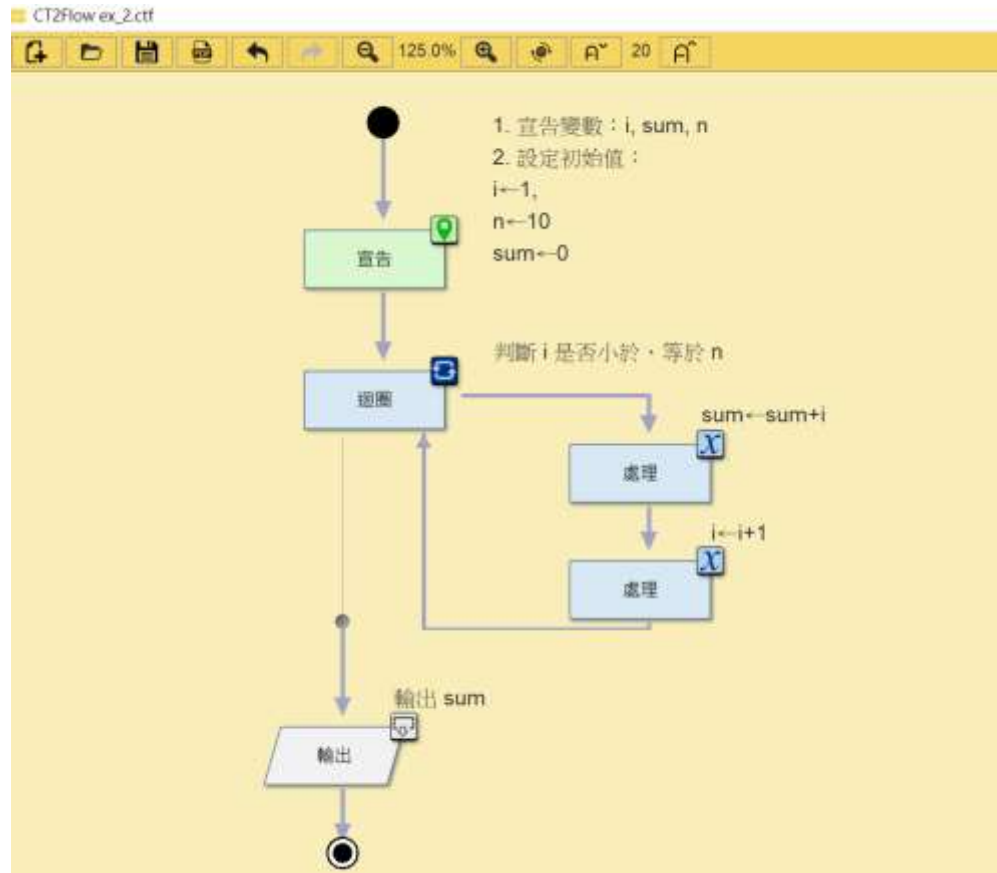 CT2Flow ex_2.ctf
PDF
125.0%
A
20
A
1. 宣告變數：i, sum, n
2. 設定初始值：
i←1,
n←10
sum←0
宣告
判斷 i 是否小於、等於 n
迴圈
sum←sum+i
X
處理
i←i+1
X
處理
輸出 sum
輸出